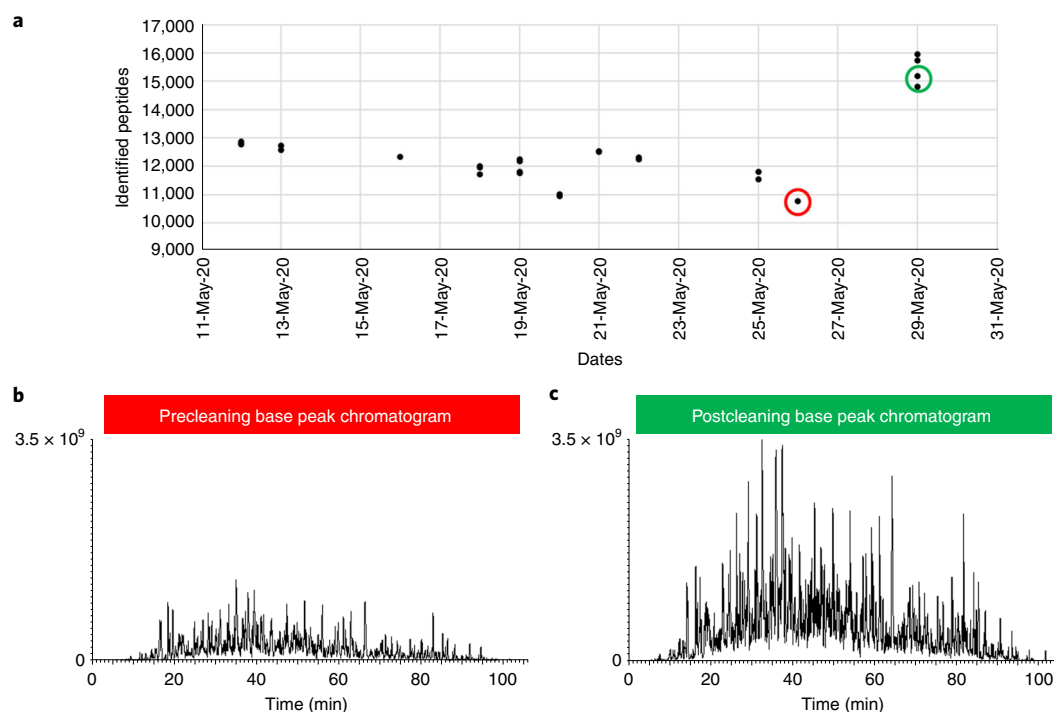 a
17,000
16,000
15,000
14,000
13,000
12,000
11,000
10,000
9,000
Identified peptides
11-May-20
13-May-20
15-May-20
17-May-20
19-May-20
21-May-20
23-May-20
25-May-20
27-May-20
29-May-20
31-May-20
Dates
b
Precleaning base peak chromatogram
3.5 × 10⁹
0
0 20 40 60 80 100
Time (min)
c
Postcleaning base peak chromatogram
3.5 × 10⁹
0
0 20 40 60 80 100
Time (min)